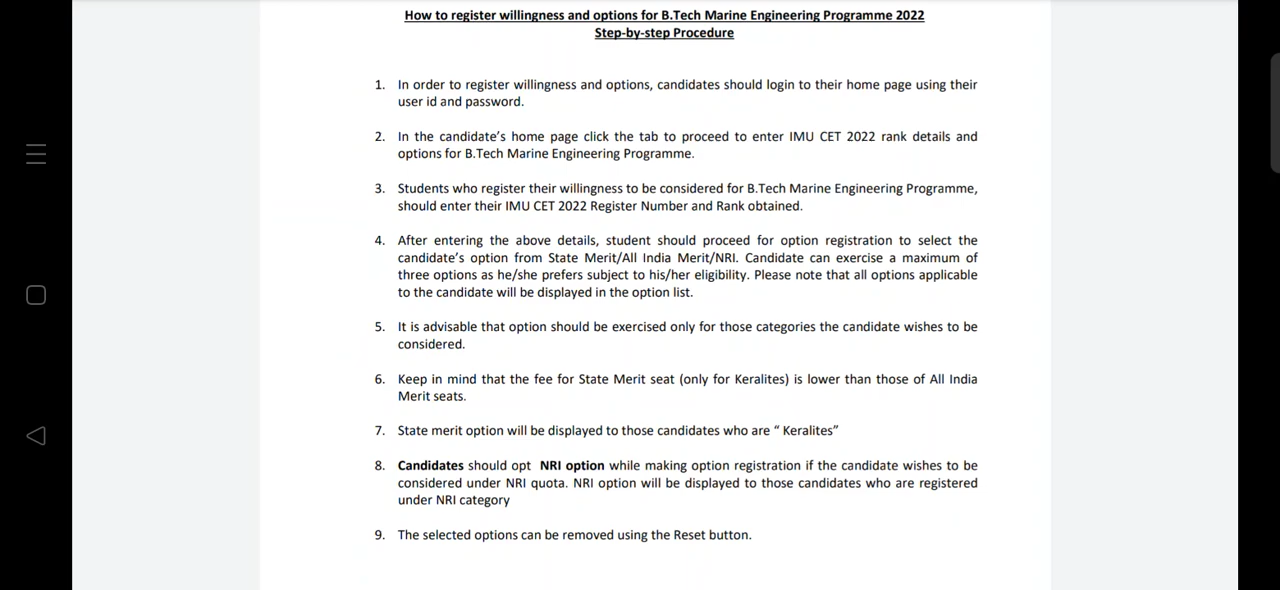 How to register willingness and options for B.Tech Marine Engineering Programme 2022
Step-by-step Procedure
1. In order to register willingness and options, candidates should login to their home page using their
user id and password.
2. In the candidate's home page click the tab to proceed to enter IMU CET 2022 rank details and
options for B.Tech Marine Engineering Programme.
3. Students who register their willingness to be considered for B.Tech Marine Engineering Programme,
should enter their IMU CET 2022 Register Number and Rank obtained.
4. After entering the above details, student should proceed for option registration to select the
candidate's option from State Merit/All India Merit/NRI. Candidate can exercise a maximum of
three options as he/she prefers subject to his/her eligibility. Please note that all options applicable
to the candidate will be displayed in the option list.
5. It is advisable that option should be exercised only for those categories the candidate wishes to be
considered.
6. Keep in mind that the fee for State Merit seat (only for Keralites) is lower than those of All India
Merit seats.
7. State merit option will be displayed to those candidates who are “ Keralites”
8. Candidates should opt NRI option while making option registration if the candidate wishes to be
considered under NRI quota. NRI option will be displayed to those candidates who are registered
under NRI category
9. The selected options can be removed using the Reset button.